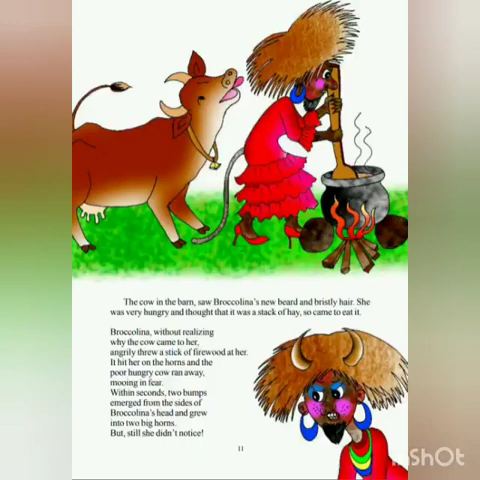 The cow in the barn, saw Broccolina's new beard and bristly hair. She
was very hungry and thought that it was a stack of hay, so came to eat it.
Broccolina, without realizing
why the cow came to her,
angrily threw a stick of firewood at her.
It hit her on the horns and the
poor hungry cow ran away,
mooing in fear.
Within seconds, two bumps
emerged from the sides of
Broccolina's head and grew
into two big horns.
But, still she didn't notice!
11
InShOt